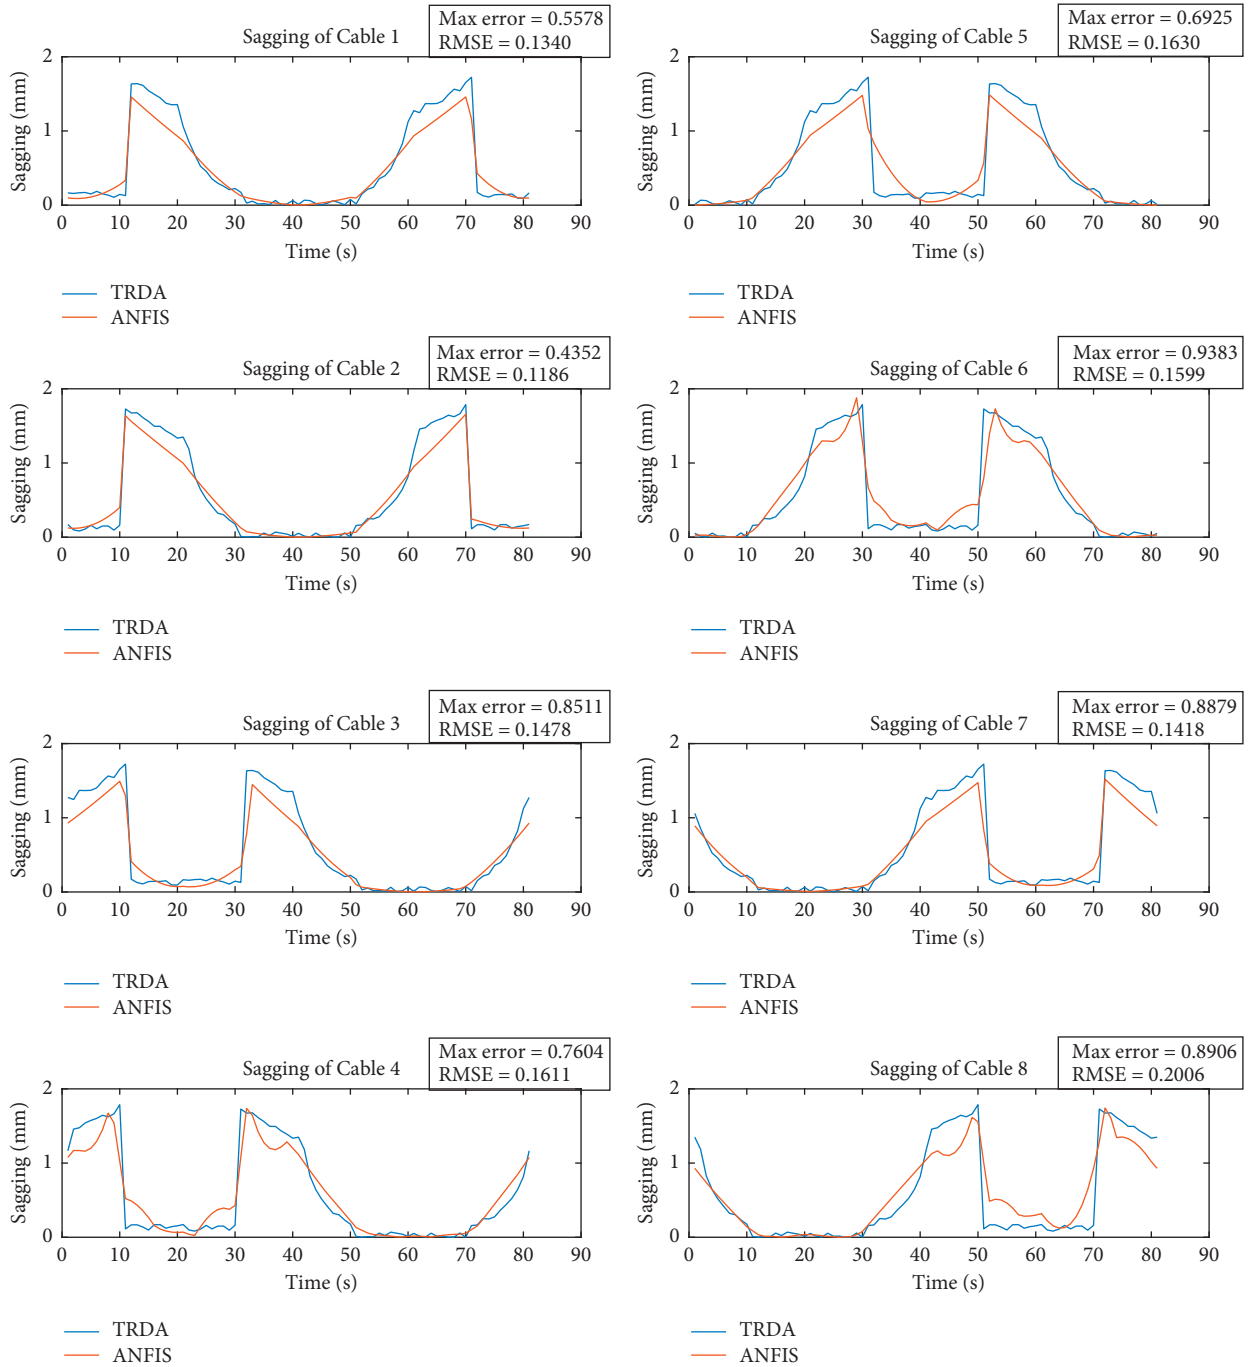 Sagging of Cable 1
Max error = 0.5578
RMSE = 0.1340
2
1
0
Sagging (mm)
0 10 20 30 40 50 60 70 80 90
Time (s)
TRDA
ANFIS
Sagging of Cable 5
Max error = 0.6925
RMSE = 0.1630
2
1
0
Sagging (mm)
0 10 20 30 40 50 60 70 80 90
Time (s)
TRDA
ANFIS
Sagging of Cable 2
Max error = 0.4352
RMSE = 0.1186
2
1
0
Sagging (mm)
0 10 20 30 40 50 60 70 80 90
Time (s)
TRDA
ANFIS
Sagging of Cable 6
Max error = 0.9383
RMSE = 0.1599
2
1
0
Sagging (mm)
0 10 20 30 40 50 60 70 80 90
Time (s)
TRDA
ANFIS
Sagging of Cable 3
Max error = 0.8511
RMSE = 0.1478
2
1
0
Sagging (mm)
0 10 20 30 40 50 60 70 80 90
Time (s)
TRDA
ANFIS
Sagging of Cable 7
Max error = 0.8879
RMSE = 0.1418
2
1
0
Sagging (mm)
0 10 20 30 40 50 60 70 80 90
Time (s)
TRDA
ANFIS
Sagging of Cable 4
Max error = 0.7604
RMSE = 0.1611
2
1
0
Sagging (mm)
0 10 20 30 40 50 60 70 80 90
Time (s)
TRDA
ANFIS
Sagging of Cable 8
Max error = 0.8906
RMSE = 0.2006
2
1
0
Sagging (mm)
0 10 20 30 40 50 60 70 80 90
Time (s)
TRDA
ANFIS